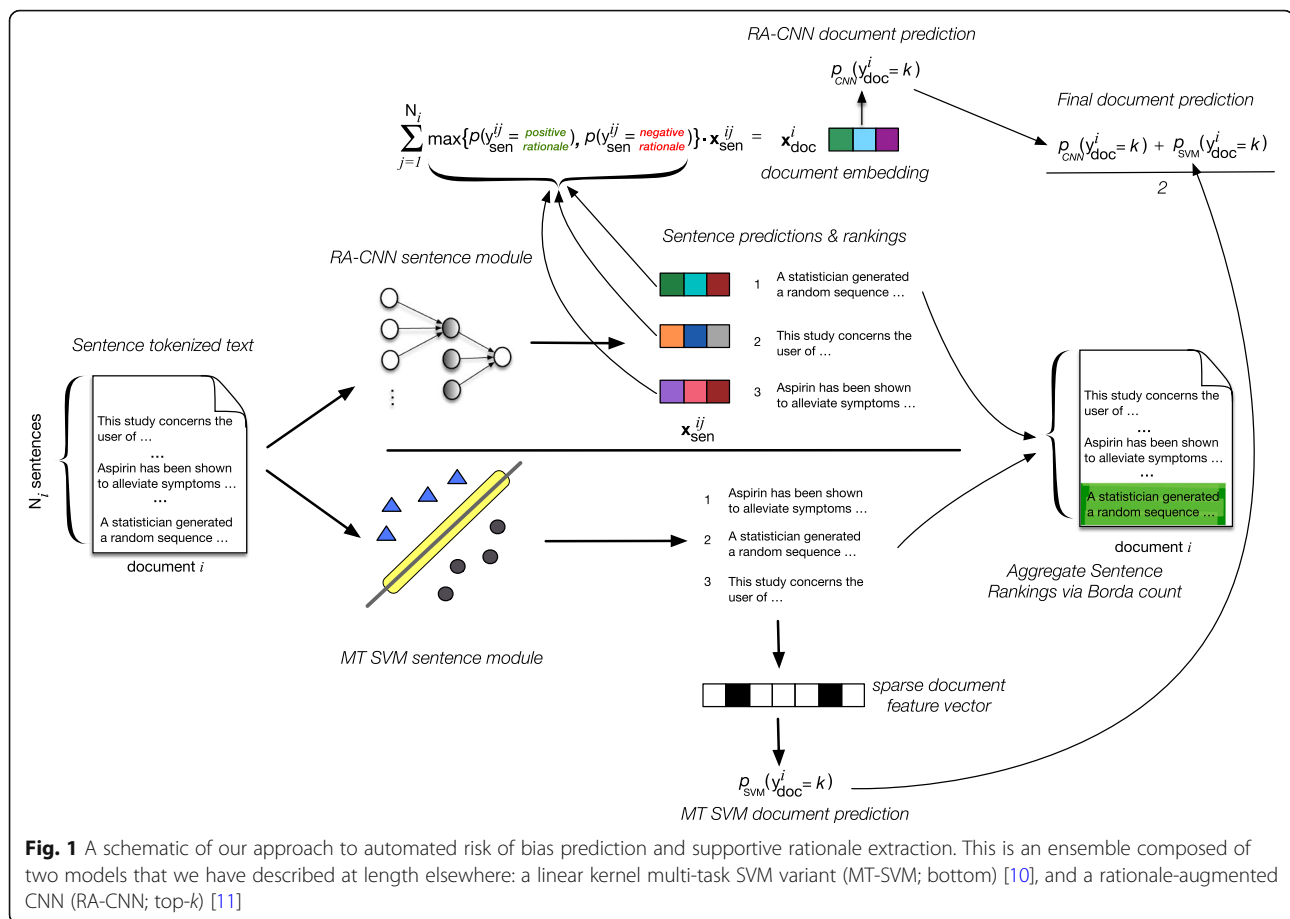 RA-CNN document prediction
p_CNN(y^i_doc = k)
Final document prediction
p_CNN(y^i_doc = k) + p_SVM(y^i_doc = k)
2
N_i
∑ max{p(y^ij_sen = positive rationale), p(y^ij_sen = negative rationale)} · x^ij_sen = x^i_doc
j=1
document embedding
Sentence predictions & rankings
RA-CNN sentence module
1 A statistician generated
a random sequence ...
2 This study concerns the
user of ...
3 Aspirin has been shown
to alleviate symptoms ...
x^ij_sen
Sentence tokenized text
N_i sentences
This study concerns the
user of ...
...
Aspirin has been shown
to alleviate symptoms ...
...
A statistician generated
a random sequence ...
document i
MT SVM sentence module
1 Aspirin has been shown
to alleviate symptoms ...
2 A statistician generated
a random sequence ...
3 This study concerns the
user of ...
This study concerns the
user of ...
...
Aspirin has been shown
to alleviate symptoms ...
...
A statistician generated
a random sequence ...
document i
Aggregate Sentence
Rankings via Borda count
sparse document
feature vector
p_SVM(y^i_doc = k)
MT SVM document prediction
Fig. 1 A schematic of our approach to automated risk of bias prediction and supportive rationale extraction. This is an ensemble composed of
two models that we have described at length elsewhere: a linear kernel multi-task SVM variant (MT-SVM; bottom) [10], and a rationale-augmented
CNN (RA-CNN; top-k) [11]